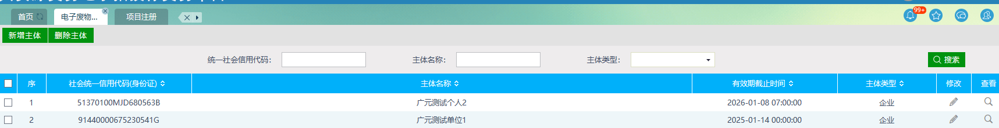 首页 电子废物... 项目注册
99+
新增主体 删除主体
统一社会信用代码： 主体名称： 主体类型： 搜索
序 社会统一信用代码(身份证) 主体名称 有效期截止时间 主体类型 修改 查看
1 51370100MJD680563B 广元测试个人2 2026-01-08 07:00:00 企业
2 91440000675230541G 广元测试单位1 2025-01-14 00:00:00 企业